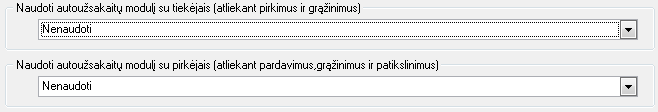 Naudoti autoužsakaitų modulį su tiekėjais (atliekant pirkimus ir grąžinimus)
Nenaudoti
Naudoti autoužsakaitų modulį su pirkėjais (atliekant pardavimus,grąžinimus ir patikslinimus)
Nenaudoti